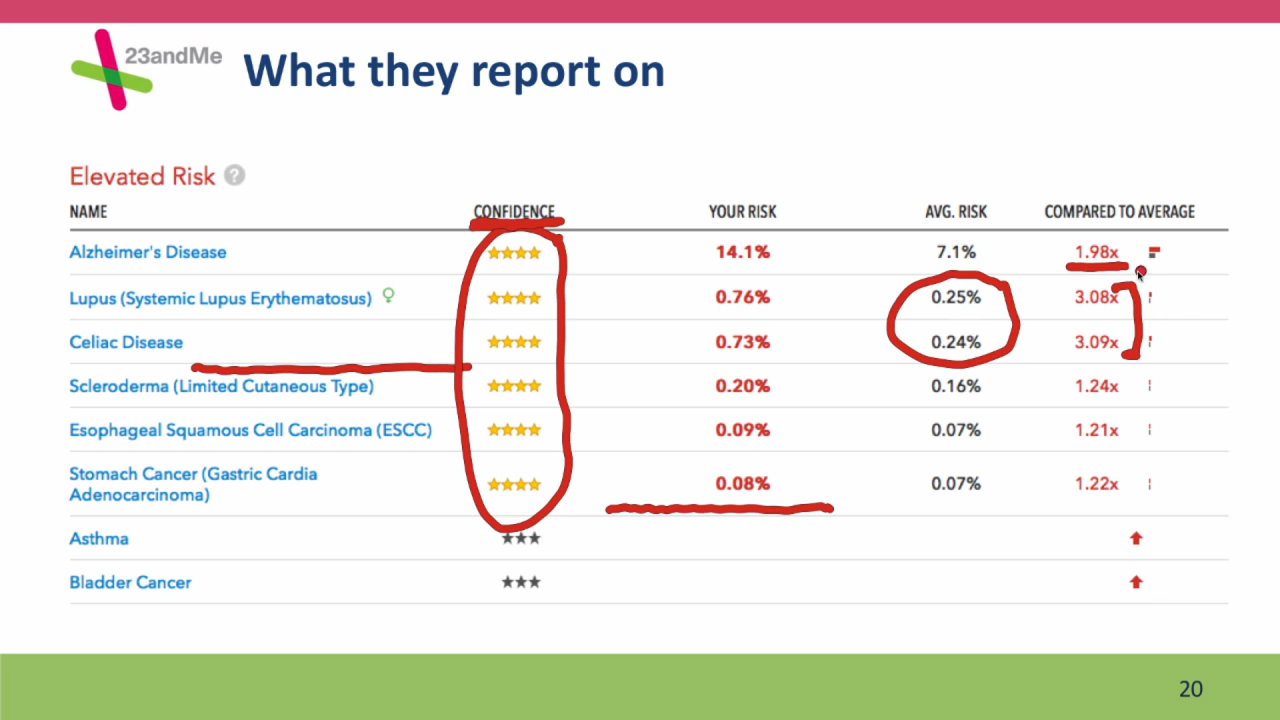 23andMe
What they report on
Elevated Risk ?
NAME CONFIDENCE YOUR RISK AVG. RISK COMPARED TO AVERAGE
Alzheimer's Disease ★★★★ 14.1% 7.1% 1.98x
Lupus (Systemic Lupus Erythematosus) ♀ ★★★★ 0.76% 0.25% 3.08x
Celiac Disease ★★★★ 0.73% 0.24% 3.09x
Scleroderma (Limited Cutaneous Type) ★★★★ 0.20% 0.16% 1.24x
Esophageal Squamous Cell Carcinoma (ESCC) ★★★★ 0.09% 0.07% 1.21x
Stomach Cancer (Gastric Cardia
Adenocarcinoma) ★★★★ 0.08% 0.07% 1.22x
Asthma ★★★
Bladder Cancer ★★★
20